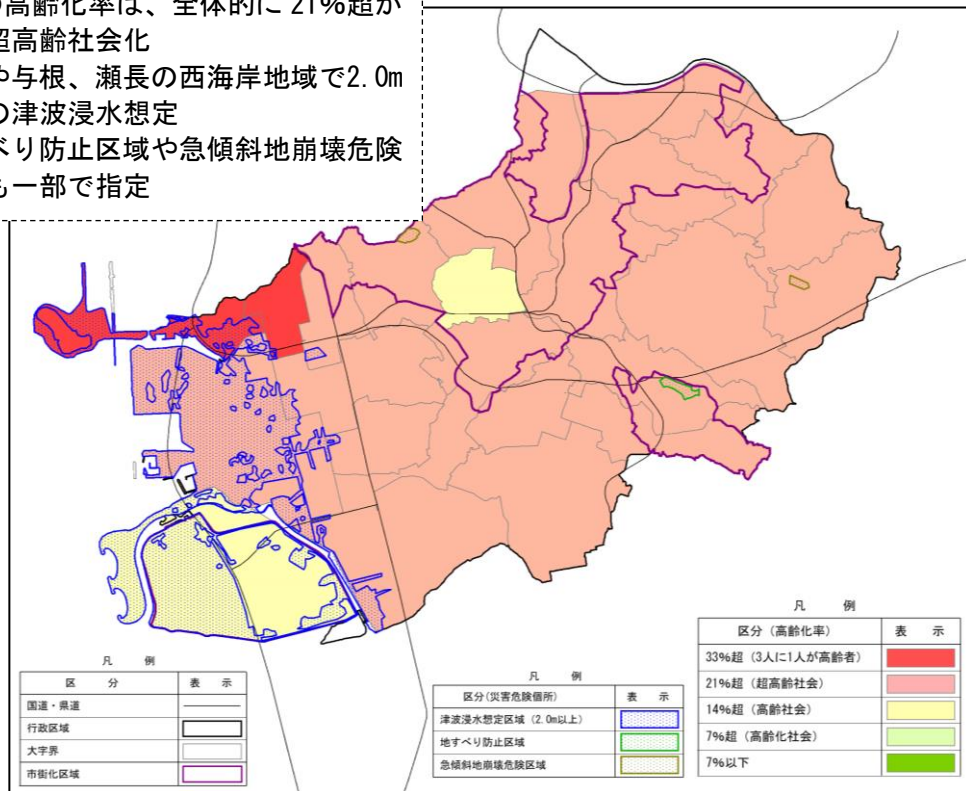 の高齢化率は、全体的に 21%超が
超高齢社会化
や与根、瀬長の西海岸地域で2.0m
の津波浸水想定
べり防止区域や急傾斜地崩壊危険
も一部で指定
凡 例
区 分 表 示
国道・県道
行政区域
大字界
市街化区域
凡 例
区分(災害危険個所) 表 示
津波浸水想定区域（2.0m以上）
地すべり防止区域
急傾斜地崩壊危険区域
凡 例
区分（高齢化率） 表 示
33%超（3人に1人が高齢者）
21%超（超高齢社会）
14%超（高齢社会）
7%超（高齢化社会）
7%以下